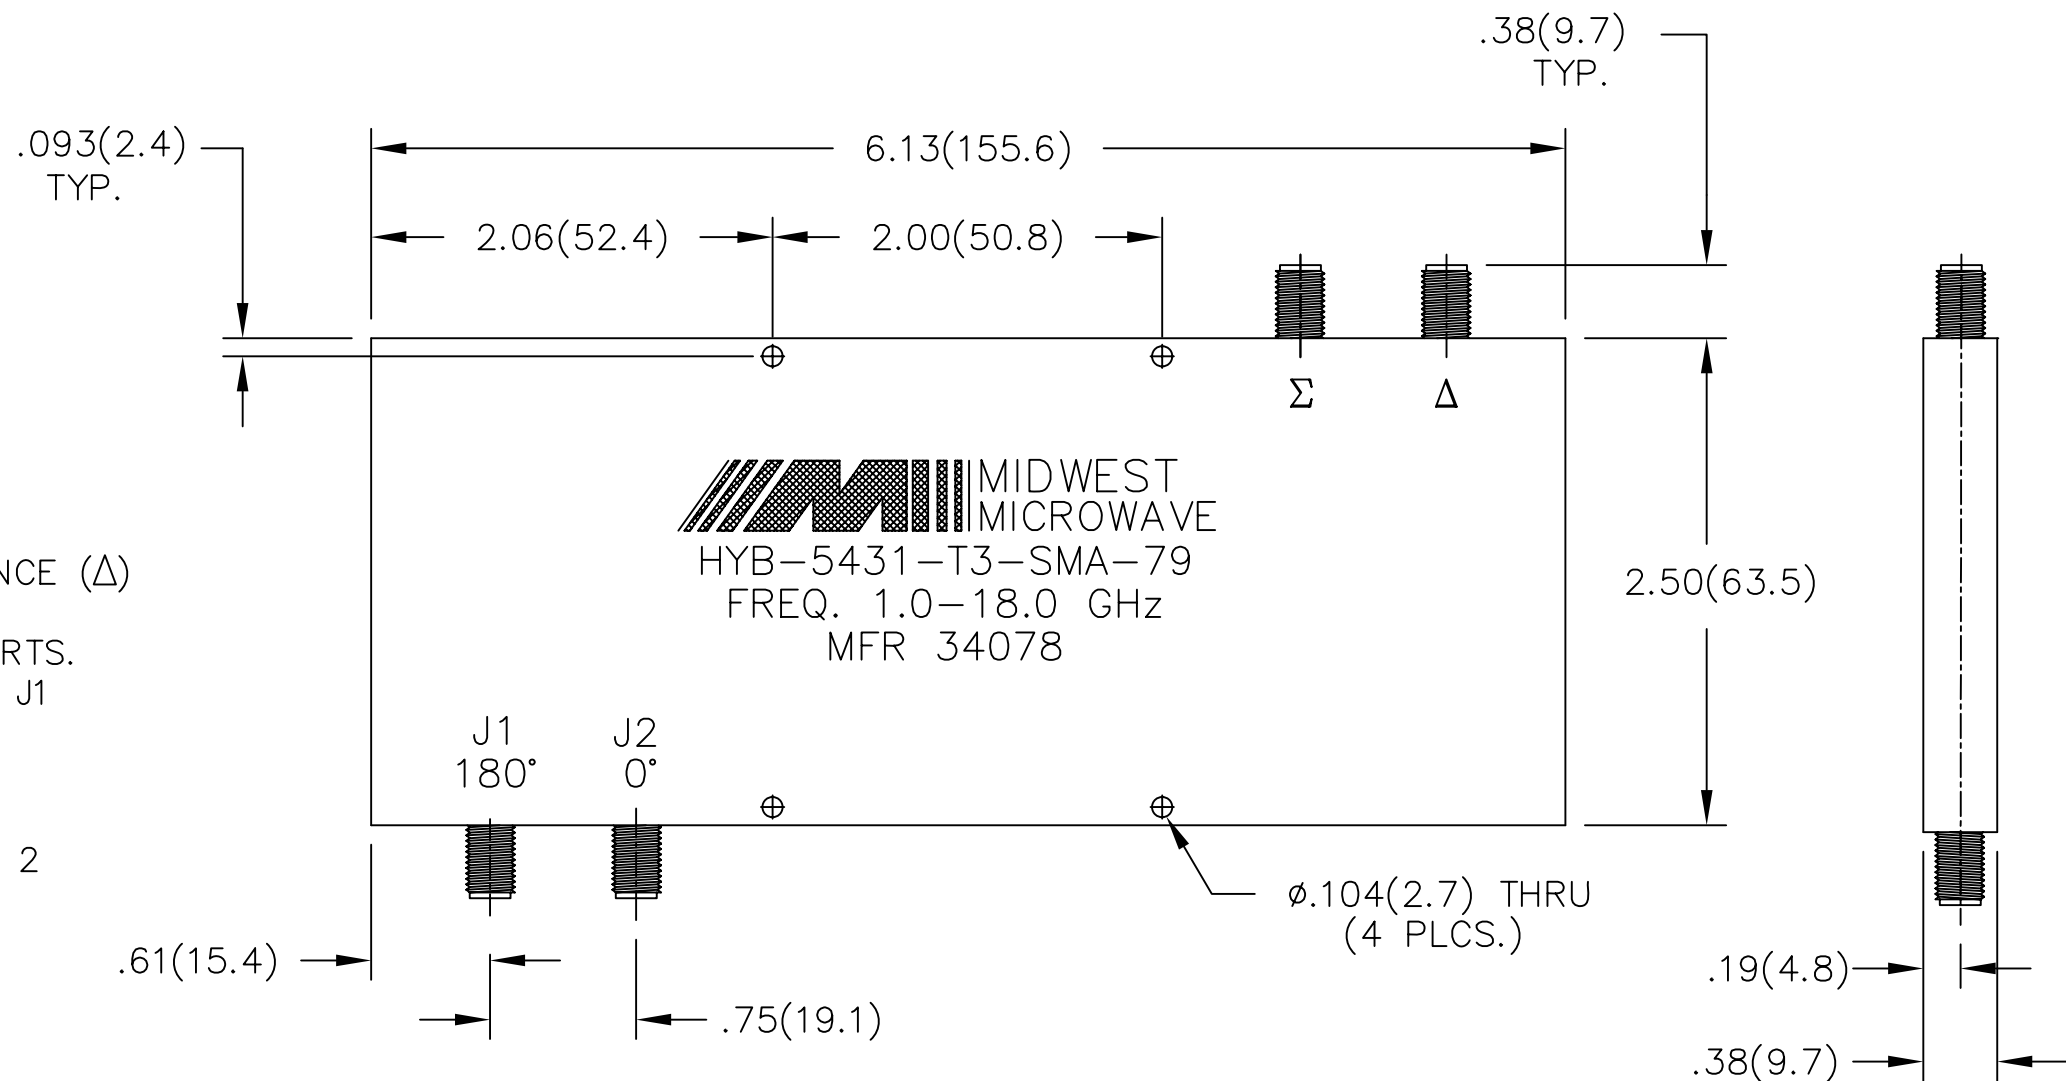 .38(9.7)
TYP.
.093(2.4)
TYP.
6.13(155.6)
2.06(52.4)
2.00(50.8)
Σ
Δ
MIDWEST
MICROWAVE
HYB-5431-T3-SMA-79
FREQ. 1.0-18.0 GHz
MFR 34078
NCE (Δ)
RTS.
J1
2
2.50(63.5)
J1
180°
J2
0°
ø.104(2.7) THRU
(4 PLCS.)
.61(15.4)
.75(19.1)
.19(4.8)
.38(9.7)